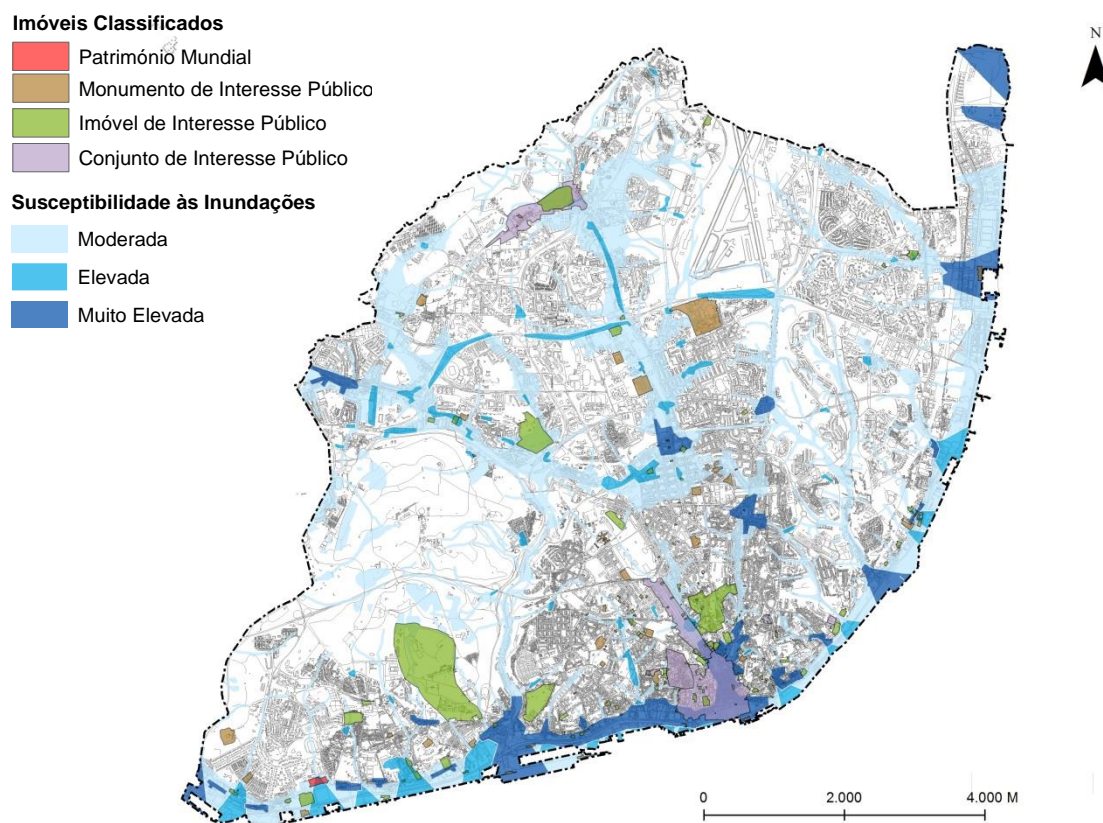 Imóveis Classificados
Património Mundial
Monumento de Interesse Público
Imóvel de Interesse Público
Conjunto de Interesse Público
Susceptibilidade às Inundações
Moderada
Elevada
Muito Elevada
N
0 2.000 4.000 M